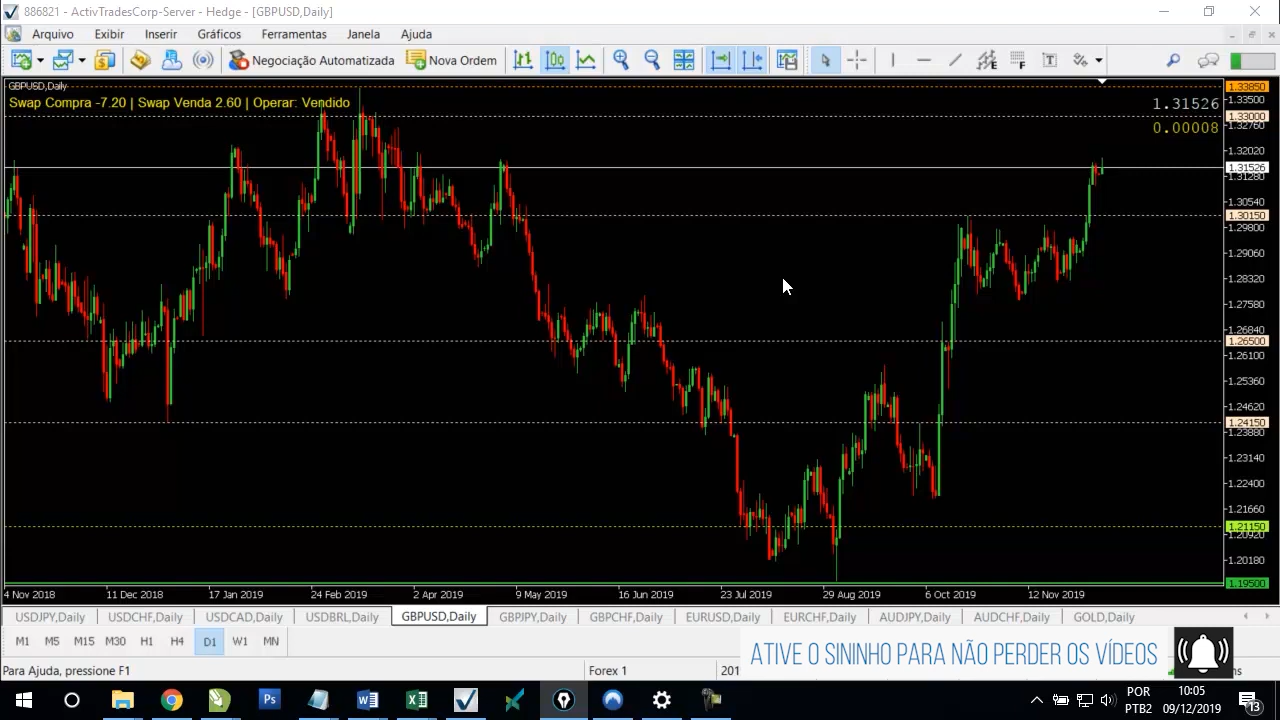 886821 - ActivTradesCorp-Server - Hedge - [GBPUSD,Daily]
Arquivo Exibir Inserir Gráficos Ferramentas Janela Ajuda
Negociação Automatizada Nova Ordem
GBPUSD,Daily
Swap Compra -7.20 | Swap Venda 2.60 | Operar: Vendido
1.31526
0.00008
1.33850
1.33500
1.33000
1.32760
1.32020
1.31526
1.31280
1.30540
1.30150
1.29800
1.29060
1.28320
1.27580
1.26840
1.26500
1.26100
1.25360
1.24620
1.24150
1.23880
1.23140
1.22400
1.21660
1.21150
1.20920
1.20180
1.19500
4 Nov 2018 11 Dec 2018 17 Jan 2019 24 Feb 2019 2 Apr 2019 9 May 2019 16 Jun 2019 23 Jul 2019 29 Aug 2019 6 Oct 2019 12 Nov 2019
USDJPY,Daily USDCHF,Daily USDCAD,Daily USDBRL,Daily GBPUSD,Daily GBPJPY,Daily GBPCHF,Daily EURUSD,Daily EURCHF,Daily AUDJPY,Daily AUDCHF,Daily GOLD,Daily
M1 M5 M15 M30 H1 H4 D1 W1 MN
ATIVE O SININHO PARA NÃO PERDER OS VÍDEOS
Para Ajuda, pressione F1 Forex 1 201
POR 10:05
PTB2 09/12/2019 13